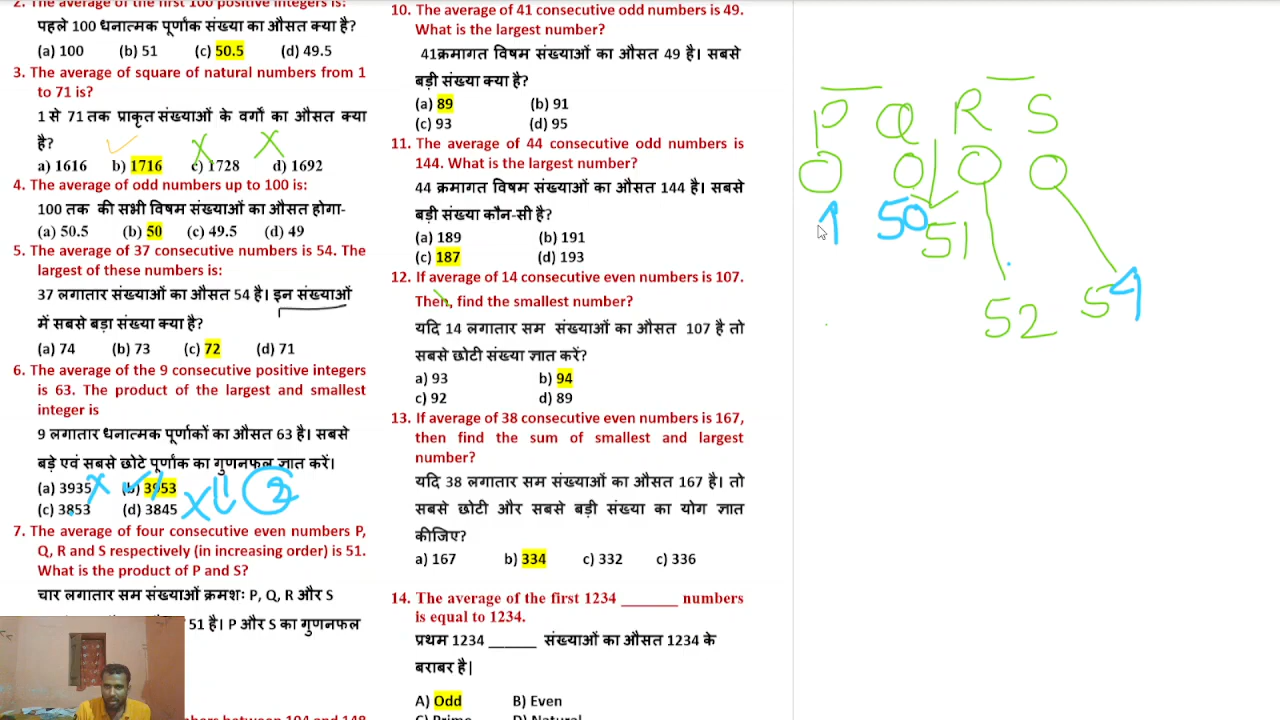 2. The average of the first 100 positive integers is:
पहले 100 धनात्मक पूर्णांक संख्या का औसत क्या है?
(a) 100 (b) 51 (c) 50.5 (d) 49.5
3. The average of square of natural numbers from 1
to 71 is?
1 से 71 तक प्राकृत संख्याओं के वर्गों का औसत क्या
है?
a) 1616 b) 1716 c) 1728 d) 1692
4. The average of odd numbers up to 100 is:
100 तक की सभी विषम संख्याओं का औसत होगा-
(a) 50.5 (b) 50 (c) 49.5 (d) 49
5. The average of 37 consecutive numbers is 54. The
largest of these numbers is:
37 लगातार संख्याओं का औसत 54 है। इन संख्याओं
में सबसे बड़ा संख्या क्या है?
(a) 74 (b) 73 (c) 72 (d) 71
6. The average of the 9 consecutive positive integers
is 63. The product of the largest and smallest
integer is
9 लगातार धनात्मक पूर्णाकों का औसत 63 है। सबसे
बड़े एवं सबसे छोटे पूर्णांक का गुणनफल ज्ञात करें।
(a) 3935 (b) 3953
(c) 3853 (d) 3845
2
7. The average of four consecutive even numbers P,
Q, R and S respectively (in increasing order) is 51.
What is the product of P and S?
चार लगातार सम संख्याओं क्रमशः P, Q, R और S
51 है। P और S का गुणनफल
10. The average of 41 consecutive odd numbers is 49.
What is the largest number?
41क्रमागत विषम संख्याओं का औसत 49 है। सबसे
बड़ी संख्या क्या है?
(a) 89 (b) 91
(c) 93 (d) 95
11. The average of 44 consecutive odd numbers is
144. What is the largest number?
44 क्रमागत विषम संख्याओं का औसत 144 है। सबसे
बड़ी संख्या कौन-सी है?
(a) 189 (b) 191
(c) 187 (d) 193
12. If average of 14 consecutive even numbers is 107.
Then, find the smallest number?
यदि 14 लगातार सम संख्याओं का औसत 107 है तो
सबसे छोटी संख्या ज्ञात करें?
a) 93 b) 94
c) 92 d) 89
13. If average of 38 consecutive even numbers is 167,
then find the sum of smallest and largest
number?
यदि 38 लगातार सम संख्याओं का औसत 167 है। तो
सबसे छोटी और सबसे बड़ी संख्या का योग ज्ञात
कीजिए?
a) 167 b) 334 c) 332 c) 336
14. The average of the first 1234 _______ numbers
is equal to 1234.
प्रथम 1234 ______ संख्याओं का औसत 1234 के
बराबर है|
A) Odd B) Even
C) Prime D) Natural
P Q R S
50 51
52 54